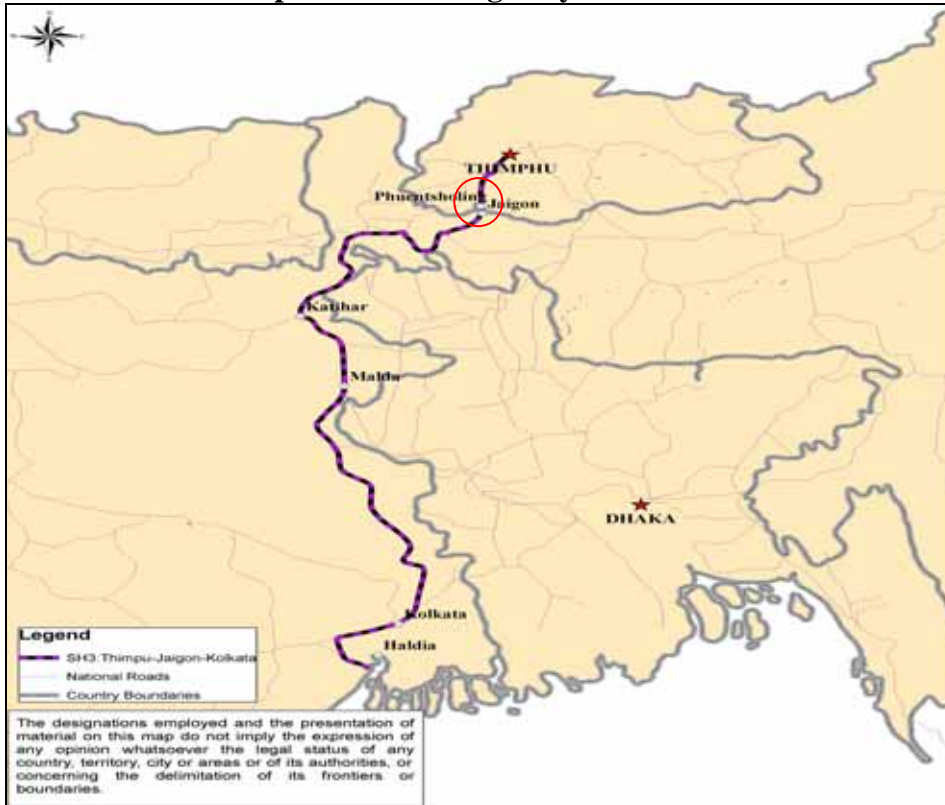 THIMPHU
Phuentsholing
Jaigon
Katihar
Malda
DHAKA
Kolkata
Haldia
Legend
SH3:Thimpu-Jaigon-Kolkata
National Roads
Country Boundaries
The designations employed and the presentation of
material on this map do not imply the expression of
any opinion whatsoever the legal status of any
country, territory, city or areas or of its authorities, or
concerning the delimitation of its frontiers or
boundaries.